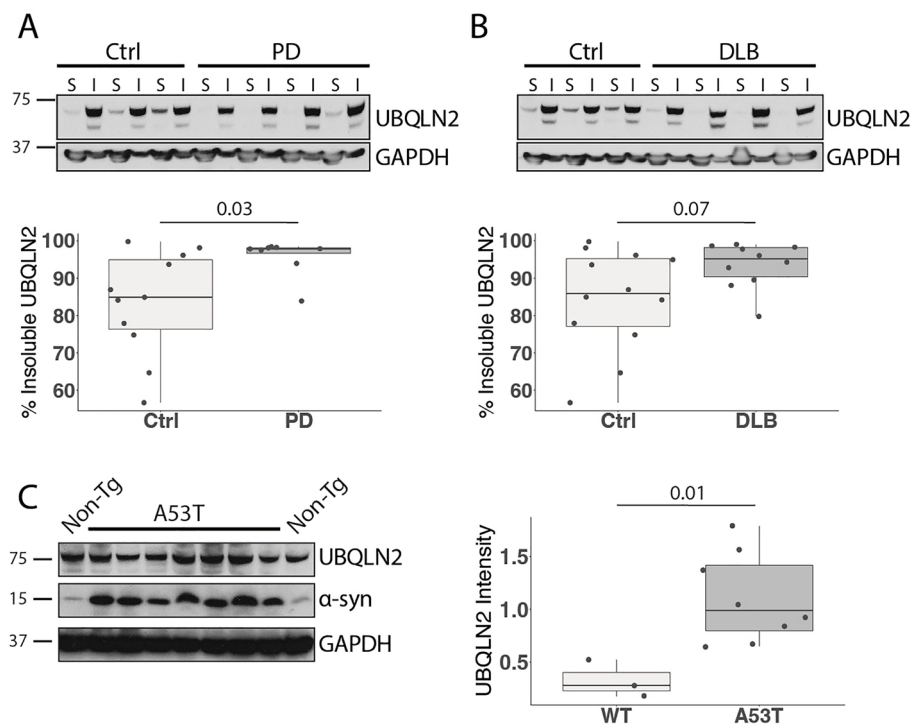 A
Ctrl PD
S I S I S I S I S I S I S I
75
UBQLN2
37
GAPDH
0.03
% Insoluble UBQLN2
100
90
80
70
60
Ctrl PD
B
Ctrl DLB
S I S I S I S I S I S I S I
UBQLN2
GAPDH
0.07
% Insoluble UBQLN2
100
90
80
70
60
Ctrl DLB
C
Non-Tg A53T Non-Tg
75 UBQLN2
15 α-syn
37 GAPDH
0.01
UBQLN2 Intensity
1.5
1.0
0.5
WT A53T